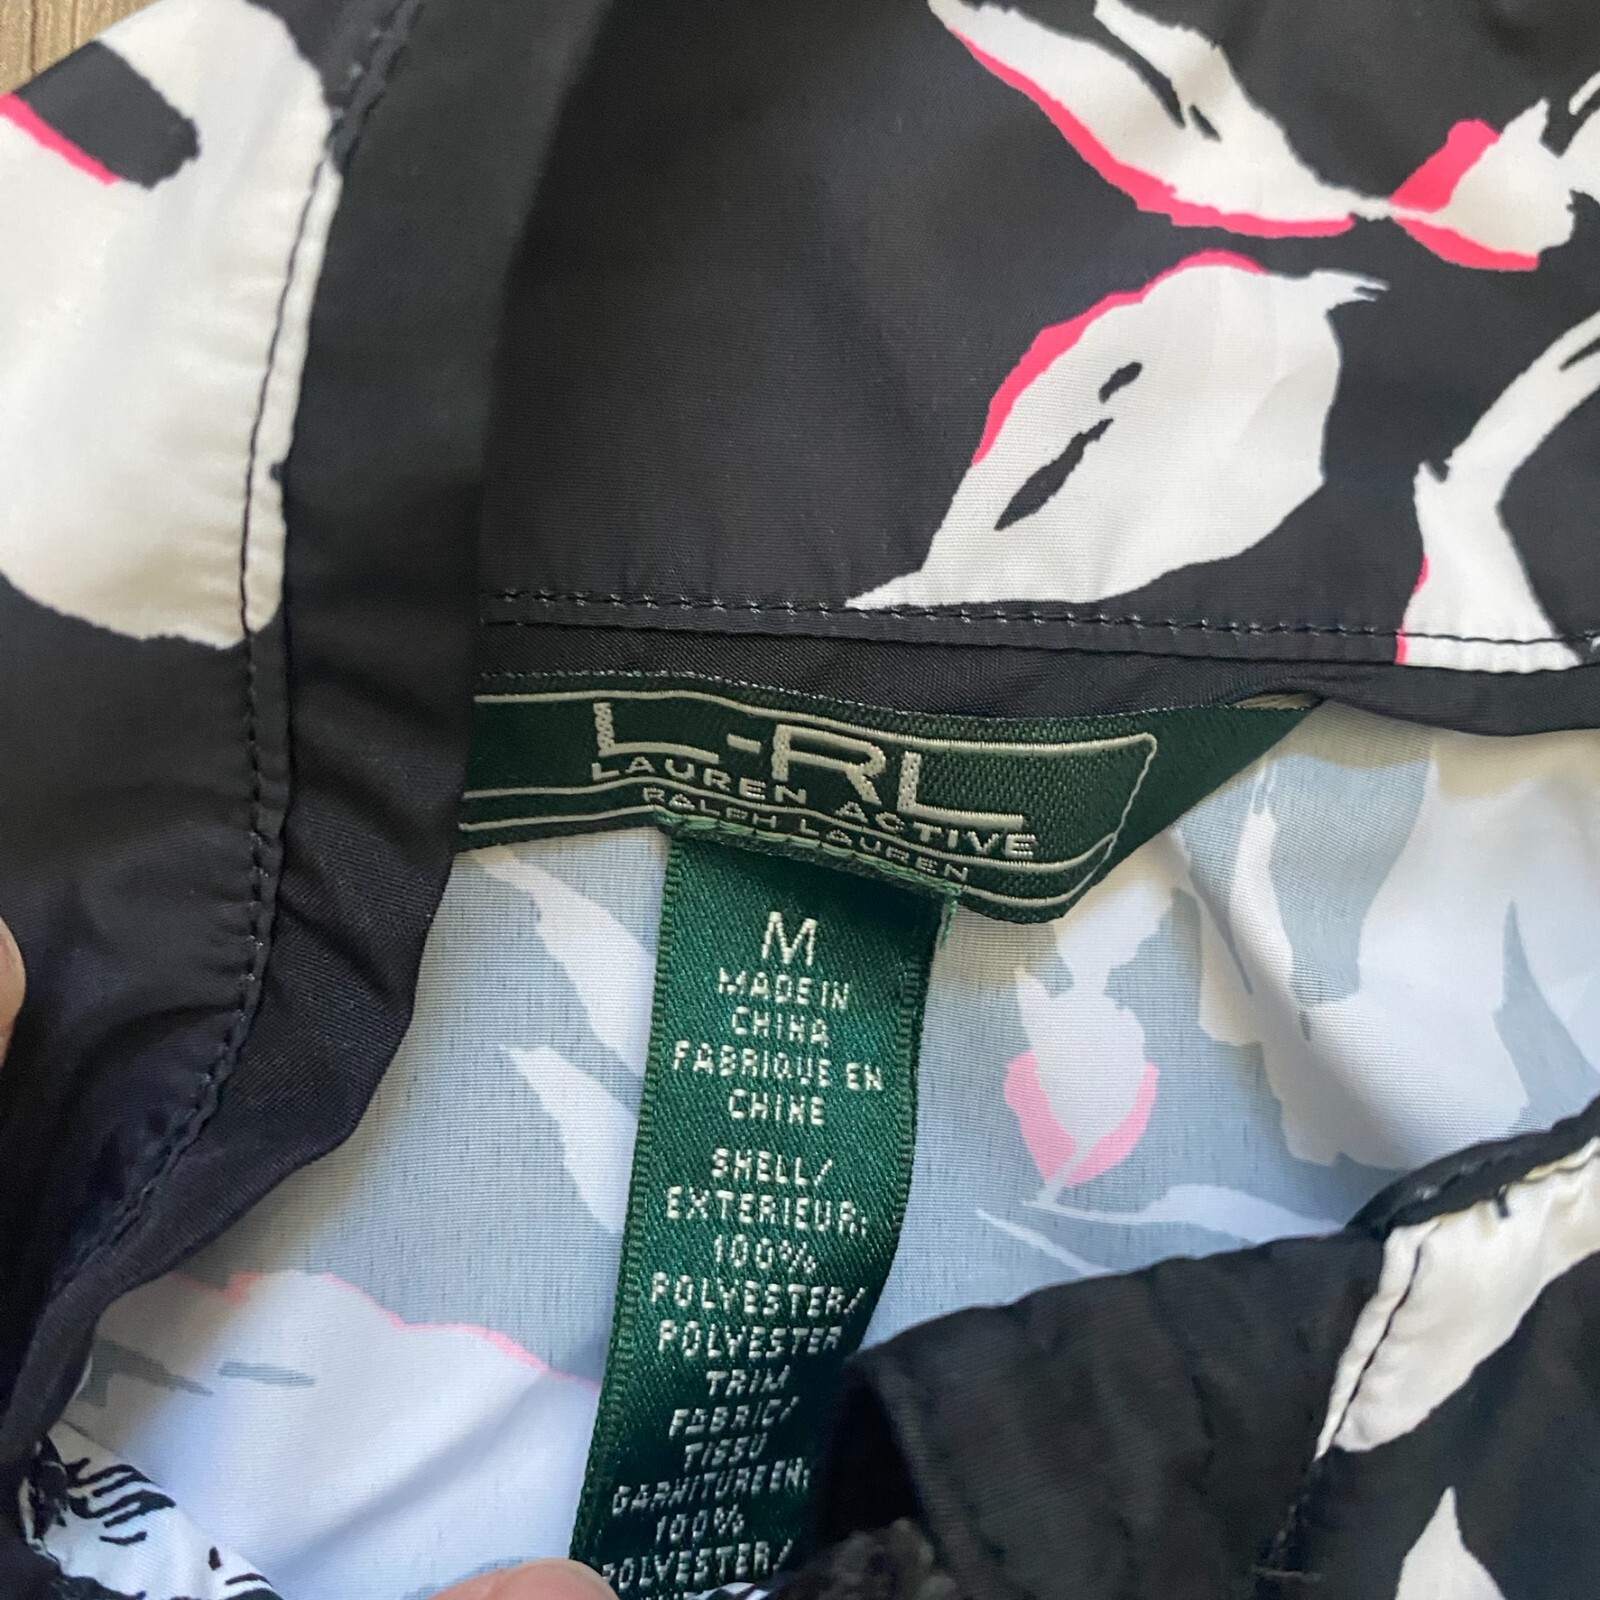 L-RL
LAUREN ACTIVE
RALPH LAUREN
M
MADE IN
CHINA
FABRIQUE EN
CHINE
SHELL/
EXTERIEUR:
100%
POLYESTER/
POLYESTER
TRIM
FABRIC/
TISSU
GARNITURE EN:
100%
POLYESTER/